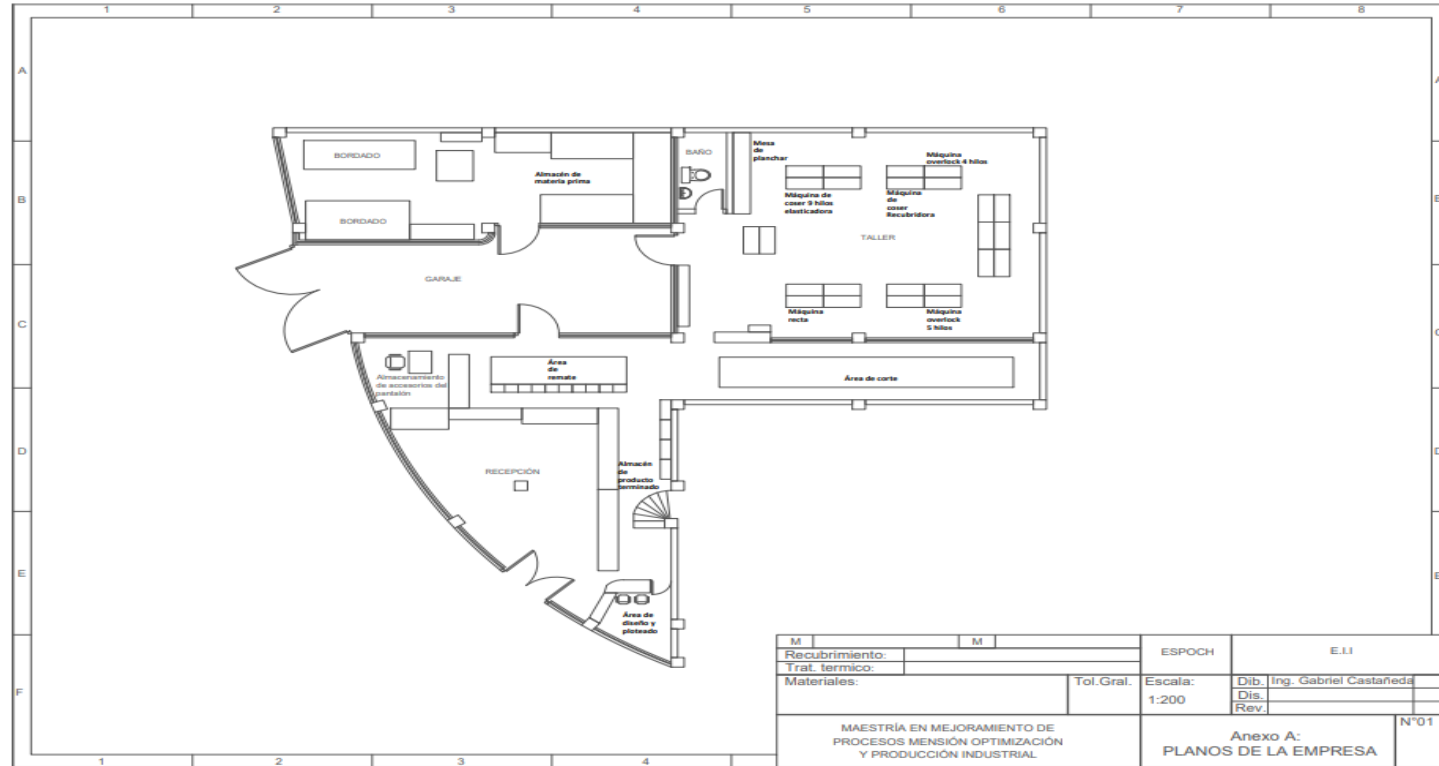 1 2 3 4 5 6 7 8
A
A
B
B
C
C
D
D
E
E
F
BORDADO
BORDADO
Almacén de
materia prima
BAÑO
Mesa
de
planchar
Máquina
overlock 4 hilos
Máquina de
coser 9 hilos
elasticadora
Máquina
de
coser
Recubridora
TALLER
GARAJE
Máquina
recta
Máquina
overlock
5 hilos
Almacenamiento
de accesorios del
pantalón
Área
de
remate
Área de corte
RECEPCIÓN
Almacén
de
producto
terminado
Área de
diseño y
ploteado
M M
Recubrimiento:
Trat. termico:
Materiales:
Tol.Gral.
ESPOCH
E.I.I
Escala:
1:200
Dib. Ing. Gabriel Castañeda
Dis.
Rev.
MAESTRÍA EN MEJORAMIENTO DE
PROCESOS MENSIÓN OPTIMIZACIÓN
Y PRODUCCIÓN INDUSTRIAL
Anexo A:
PLANOS DE LA EMPRESA
N°01
1 2 3 4